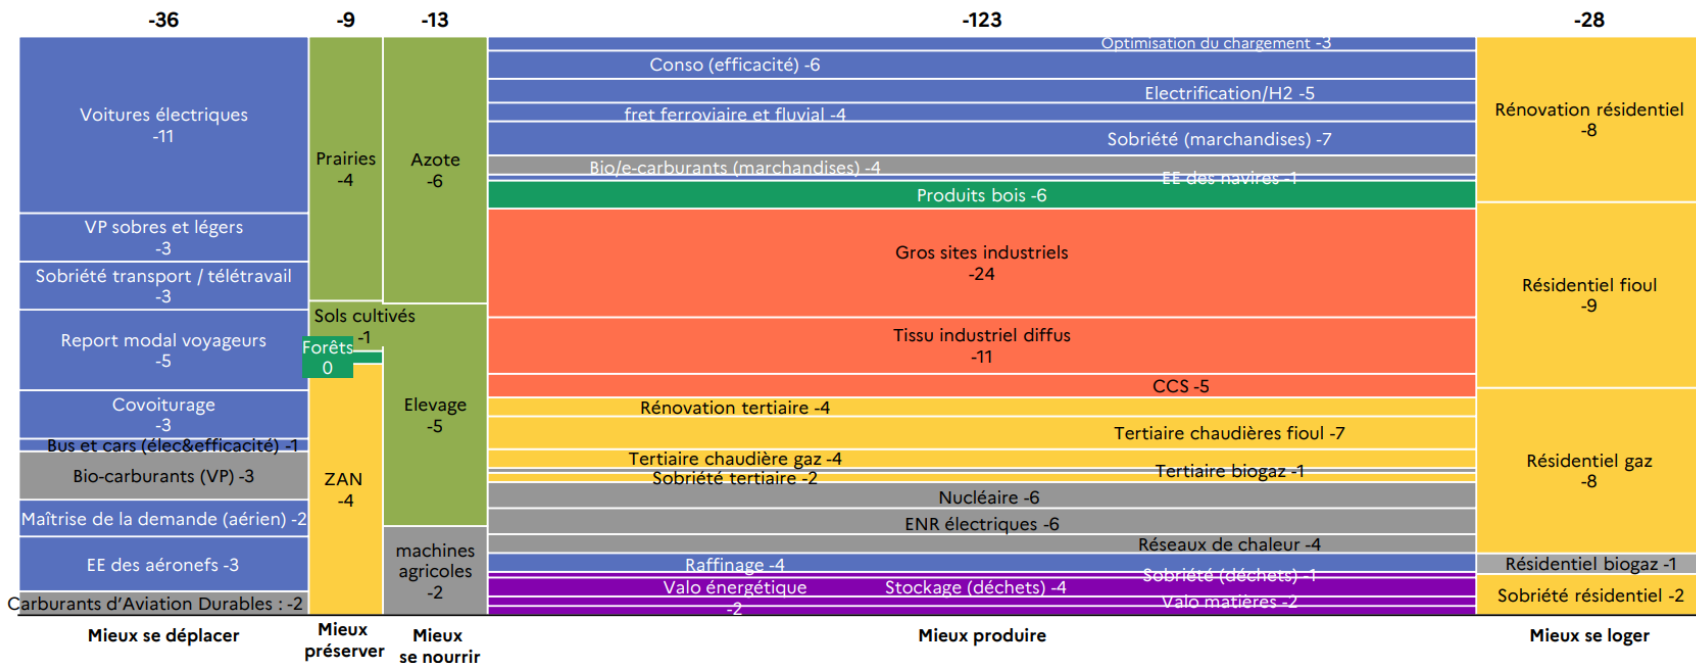 -36
-9
-13
-123
-28
Voitures électriques
-11
VP sobres et légers
-3
Sobriété transport / télétravail
-3
Report modal voyageurs
-5
Covoiturage
-3
Bus et cars (élec&efficacité) -1
Bio-carburants (VP) -3
Maîtrise de la demande (aérien) -2
EE des aéronefs -3
Carburants d'Aviation Durables : -2
Prairies
-4
Sols cultivés
-1
Forêts
0
ZAN
-4
Azote
-6
Elevage
-5
machines
agricoles
-2
Optimisation du chargement -3
Conso (efficacité) -6
Electrification/H2 -5
fret ferroviaire et fluvial -4
Sobriété (marchandises) -7
Bio/e-carburants (marchandises) -4
EE des navires -1
Produits bois -6
Gros sites industriels
-24
Tissu industriel diffus
-11
CCS -5
Rénovation tertiaire -4
Tertiaire chaudières fioul -7
Tertiaire chaudière gaz -4
Tertiaire biogaz -1
Sobriété tertiaire -2
Nucléaire -6
ENR électriques -6
Réseaux de chaleur -4
Raffinage -4
Sobriété (déchets) -1
Valo énergétique
-2
Stockage (déchets) -4
Valo matières -2
Rénovation résidentiel
-8
Résidentiel fioul
-9
Résidentiel gaz
-8
Résidentiel biogaz -1
Sobriété résidentiel -2
Mieux se déplacer
Mieux
préserver
Mieux
se nourrir
Mieux produire
Mieux se loger